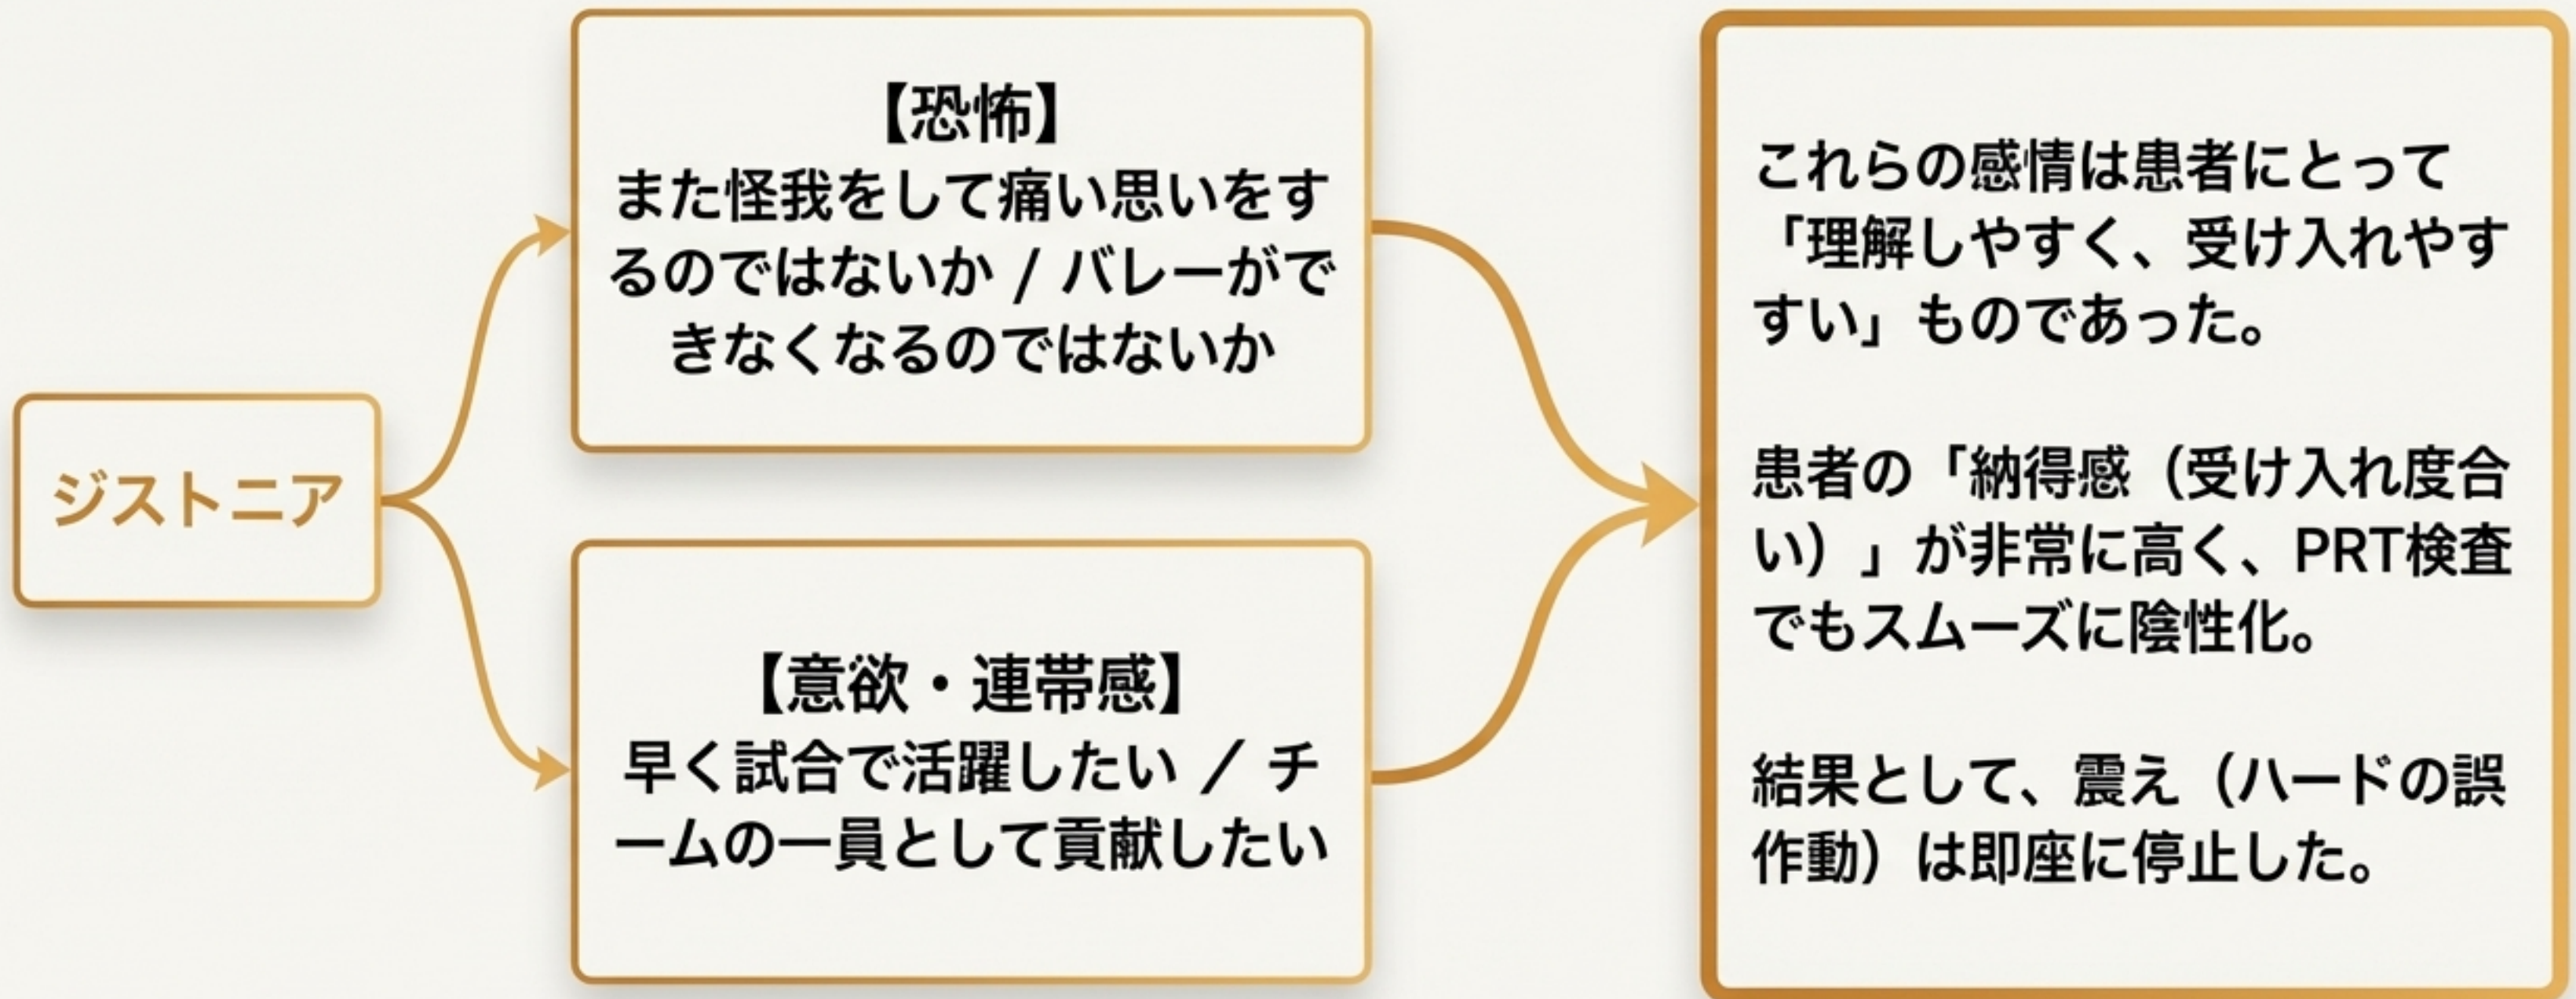 ジストニア
【恐怖】
また怪我をして痛い思いをす
るのではないか / バレーがで
きなくなるのではないか
【意欲・連帯感】
早く試合で活躍したい ／ チ
ームの一員として貢献したい
これらの感情は患者にとって
「理解しやすく、受け入れやす
すい」ものであった。
患者の「納得感（受け入れ度合
い）」が非常に高く、PRT検査
でもスムーズに陰性化。
結果として、震え（ハードの誤
作動）は即座に停止した。